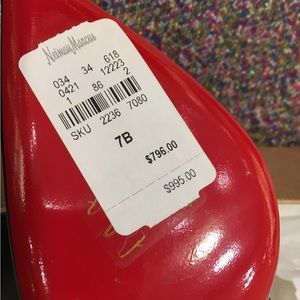 Neiman Marcus
034 34 618
0421 86 12223
1 2
SKU 2236 7080
7B
$796.00
$995.00